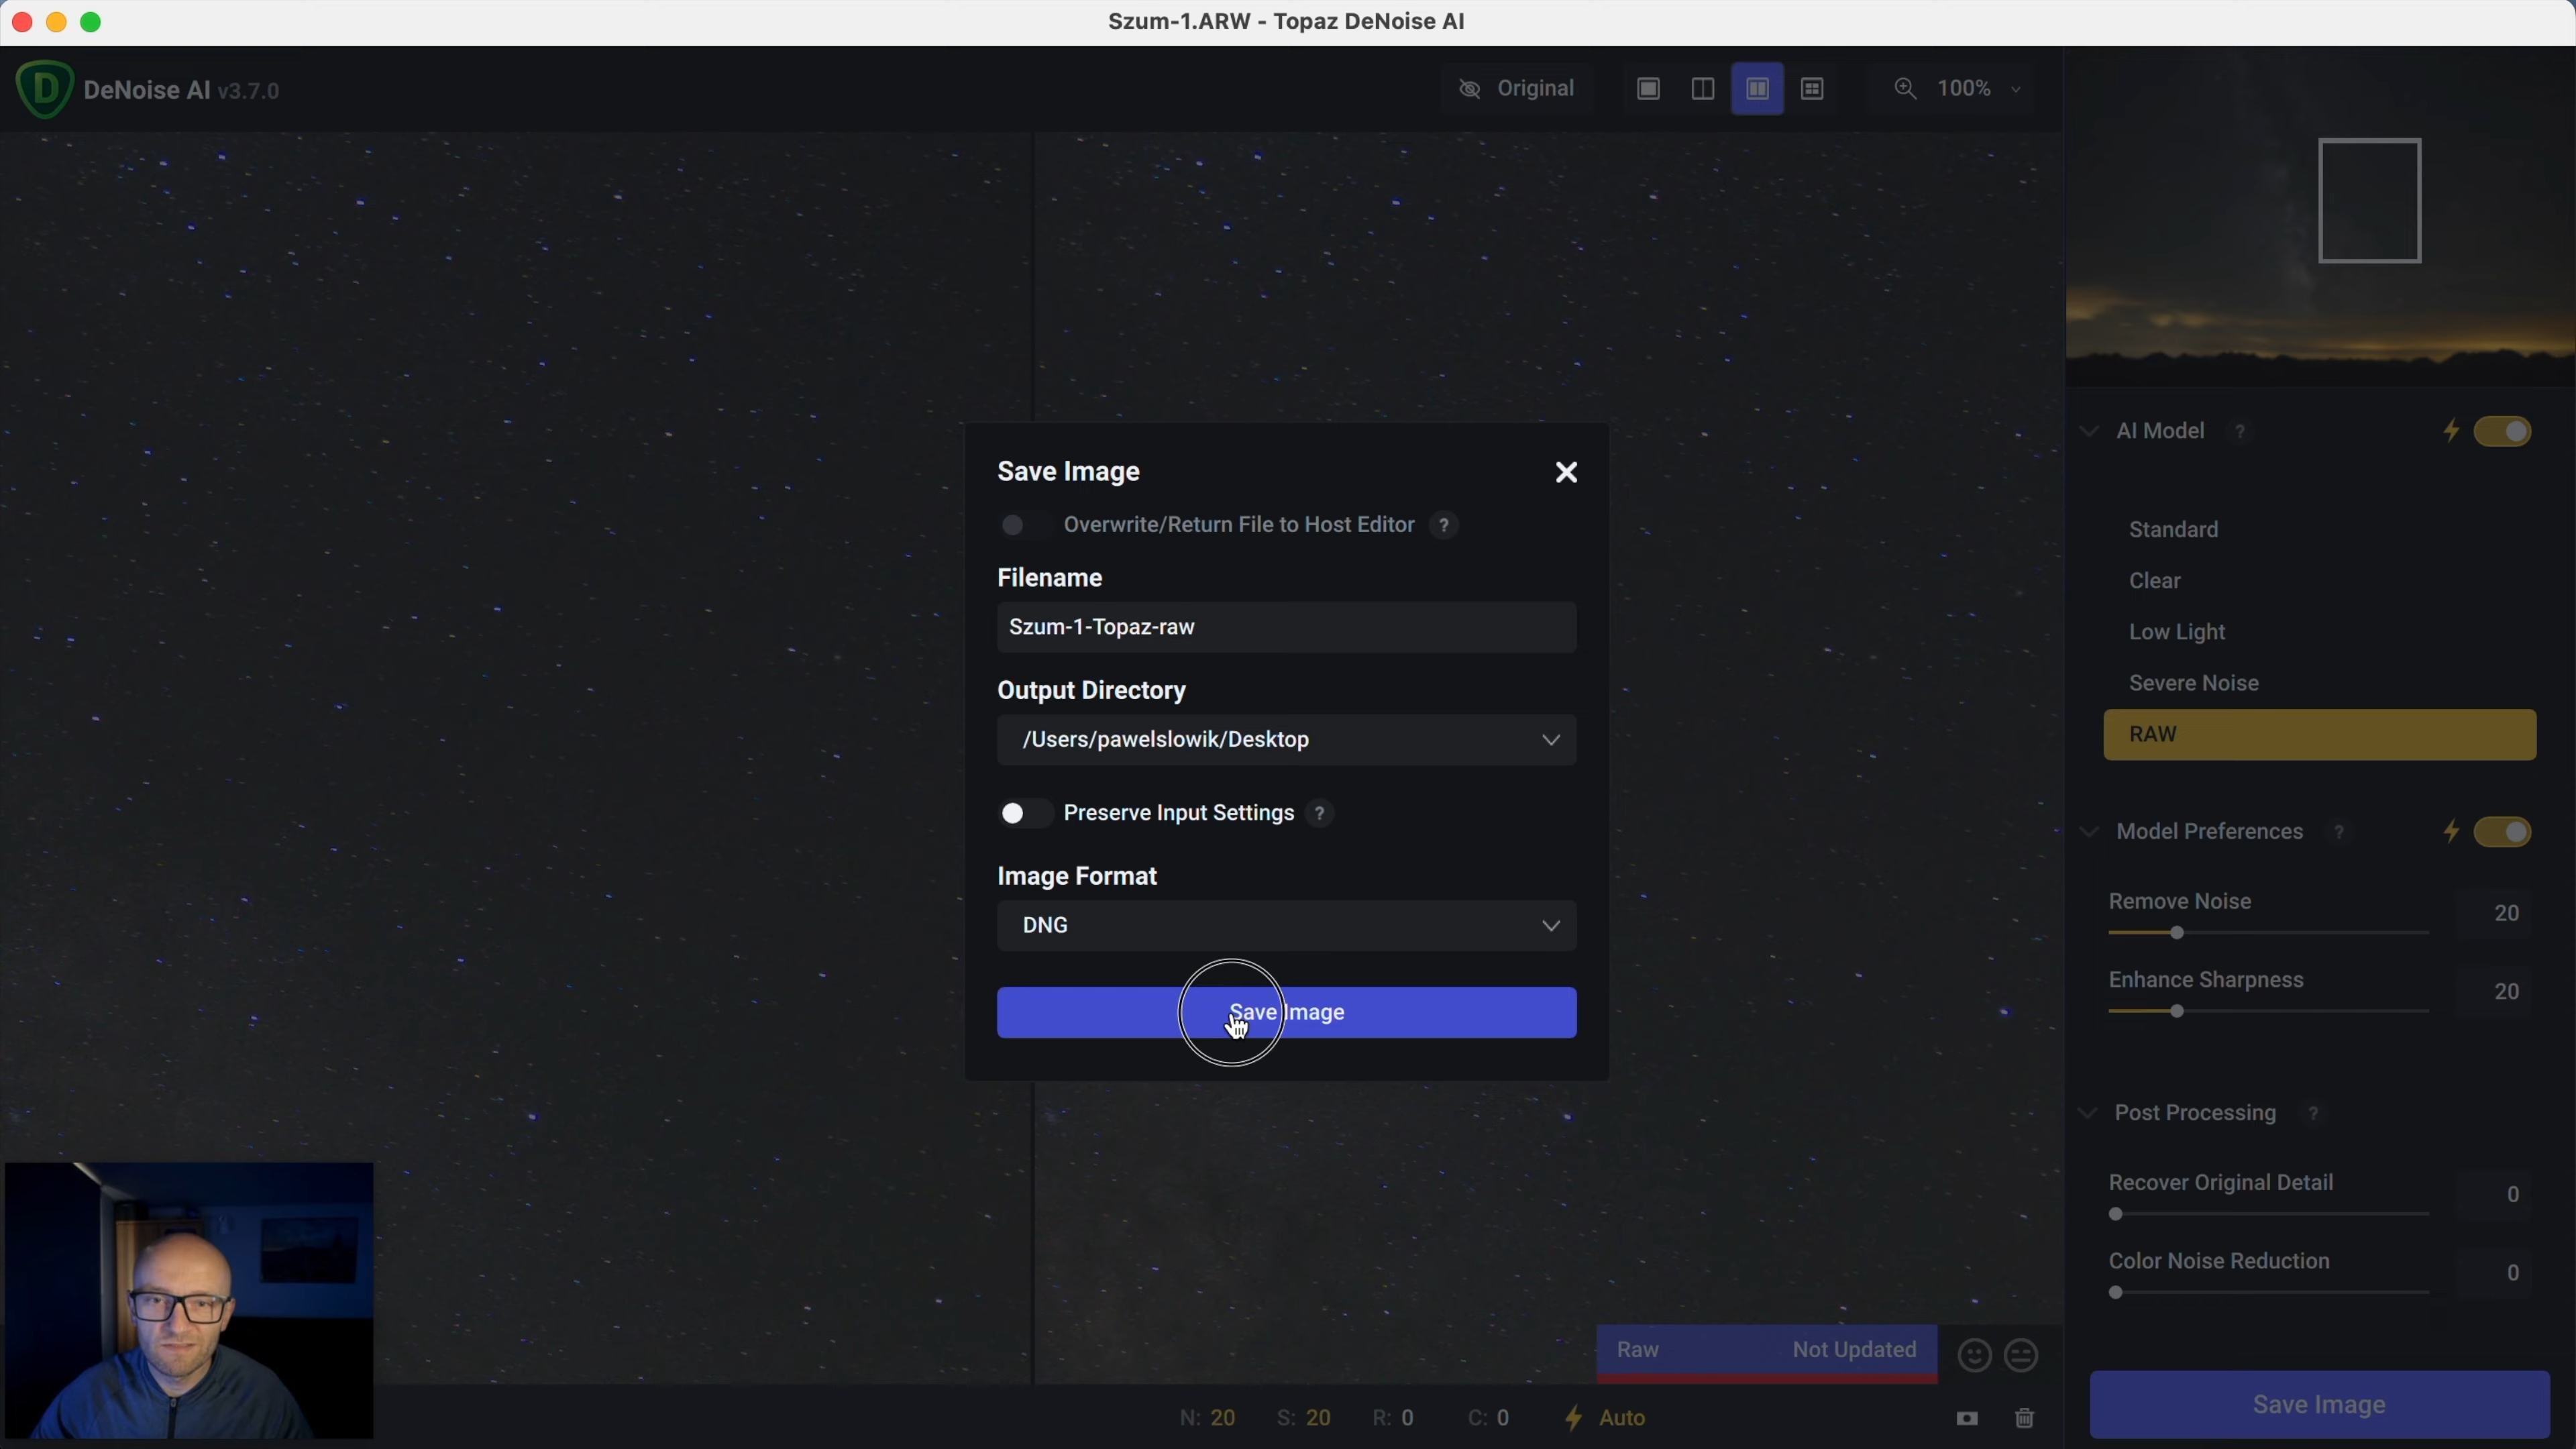 Szum-1.ARW - Topaz DeNoise AI
D DeNoise AI v3.7.0
Original
100%
AI Model ?
Standard
Clear
Low Light
Severe Noise
RAW
Model Preferences ?
Remove Noise 20
Enhance Sharpness 20
Post Processing ?
Recover Original Detail 0
Color Noise Reduction 0
Save Image
Save Image
Overwrite/Return File to Host Editor ?
Filename
Szum-1-Topaz-raw
Output Directory
/Users/pawelslowik/Desktop
Preserve Input Settings ?
Image Format
DNG
Save Image
Raw Not Updated
N: 20 S: 20 R: 0 C: 0 Auto